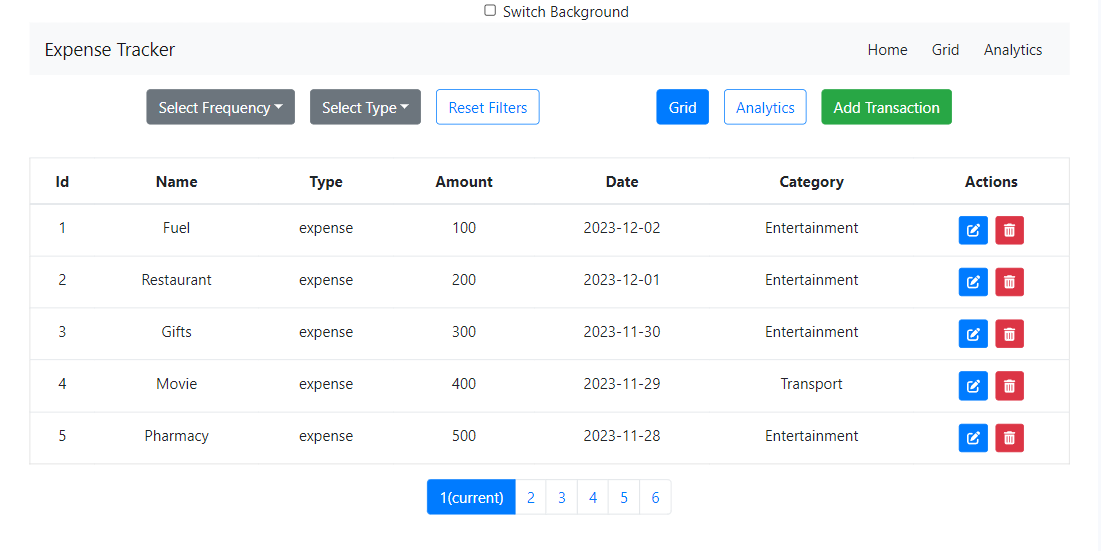 Switch Background
Expense Tracker Home Grid Analytics
Select Frequency Select Type Reset Filters Grid Analytics Add Transaction
Id Name Type Amount Date Category Actions
1 Fuel expense 100 2023-12-02 Entertainment
2 Restaurant expense 200 2023-12-01 Entertainment
3 Gifts expense 300 2023-11-30 Entertainment
4 Movie expense 400 2023-11-29 Transport
5 Pharmacy expense 500 2023-11-28 Entertainment
1(current) 2 3 4 5 6